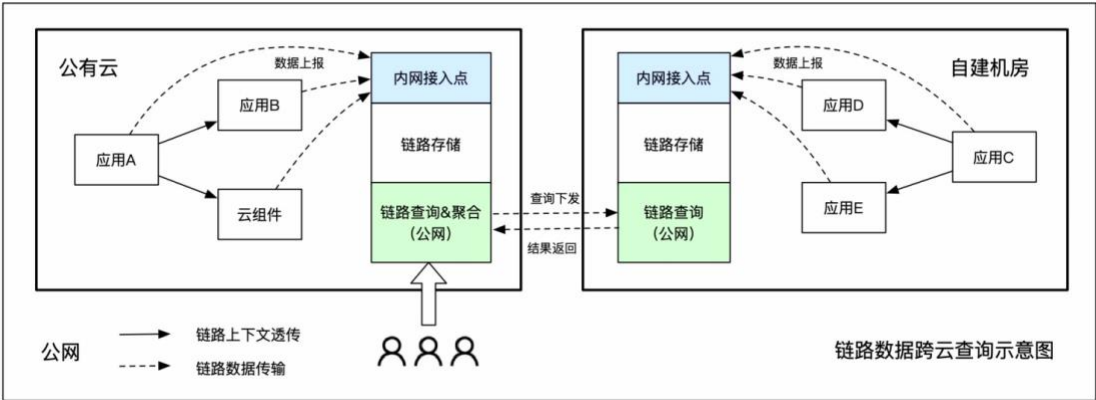 公有云
数据上报
内网接入点
应用B
应用A
链路存储
云组件
链路查询&聚合
（公网）
查询下发
结果返回
自建机房
数据上报
内网接入点
应用D
链路存储
应用C
应用E
链路查询
（公网）
公网
链路上下文透传
链路数据传输
链路数据跨云查询示意图